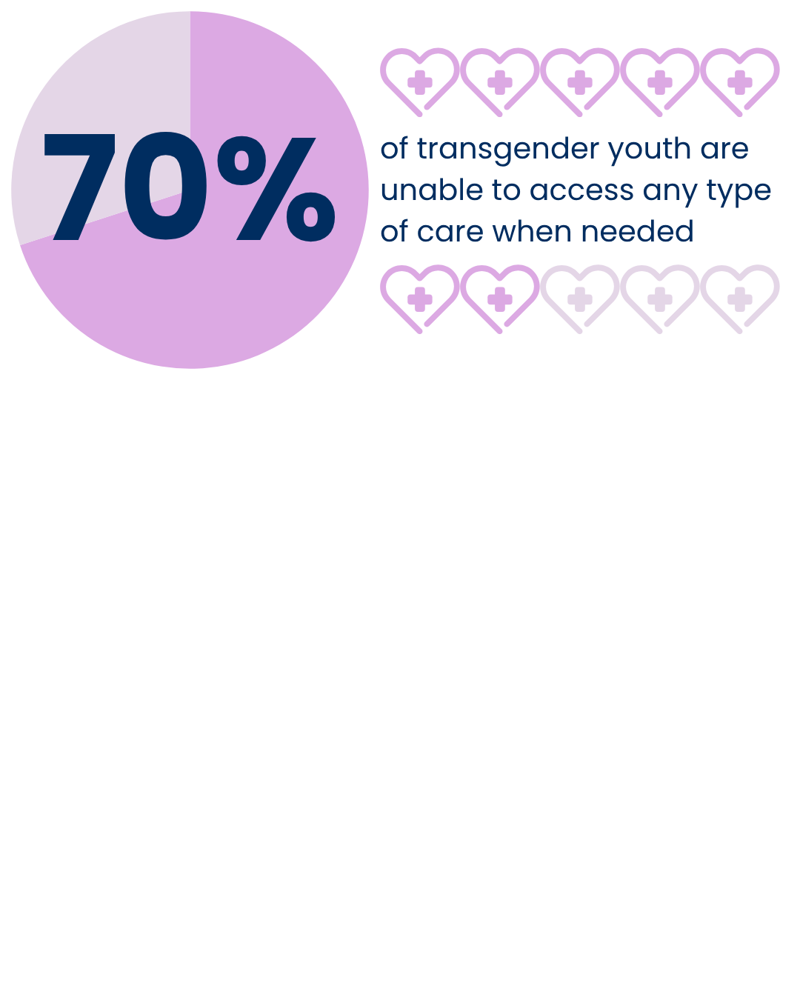 70%
of transgender youth are
unable to access any type
of care when needed